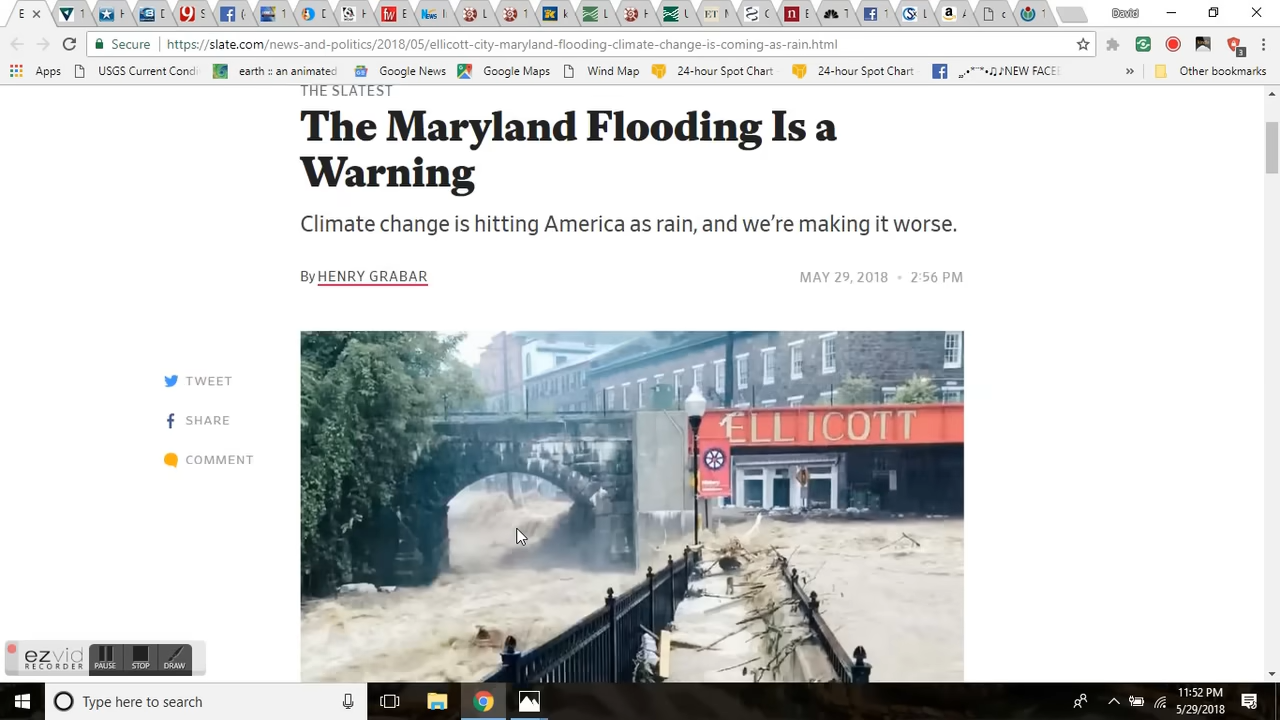 E
David
Secure
https://slate.com/news-and-politics/2018/05/ellicott-city-maryland-flooding-climate-change-is-coming-as-rain.html
Apps
USGS Current Condi
earth :: an animated
Google News
Google Maps
Wind Map
24-hour Spot Chart
24-hour Spot Chart
NEW FACE
»
Other bookmarks
THE SLATEST
The Maryland Flooding Is a
Warning
Climate change is hitting America as rain, and we’re making it worse.
By HENRY GRABAR
MAY 29, 2018 • 2:56 PM
TWEET
SHARE
COMMENT
ELLICOTT
ezvid
RECORDER
PAUSE
STOP
DRAW
Type here to search
11:52 PM
5/29/2018